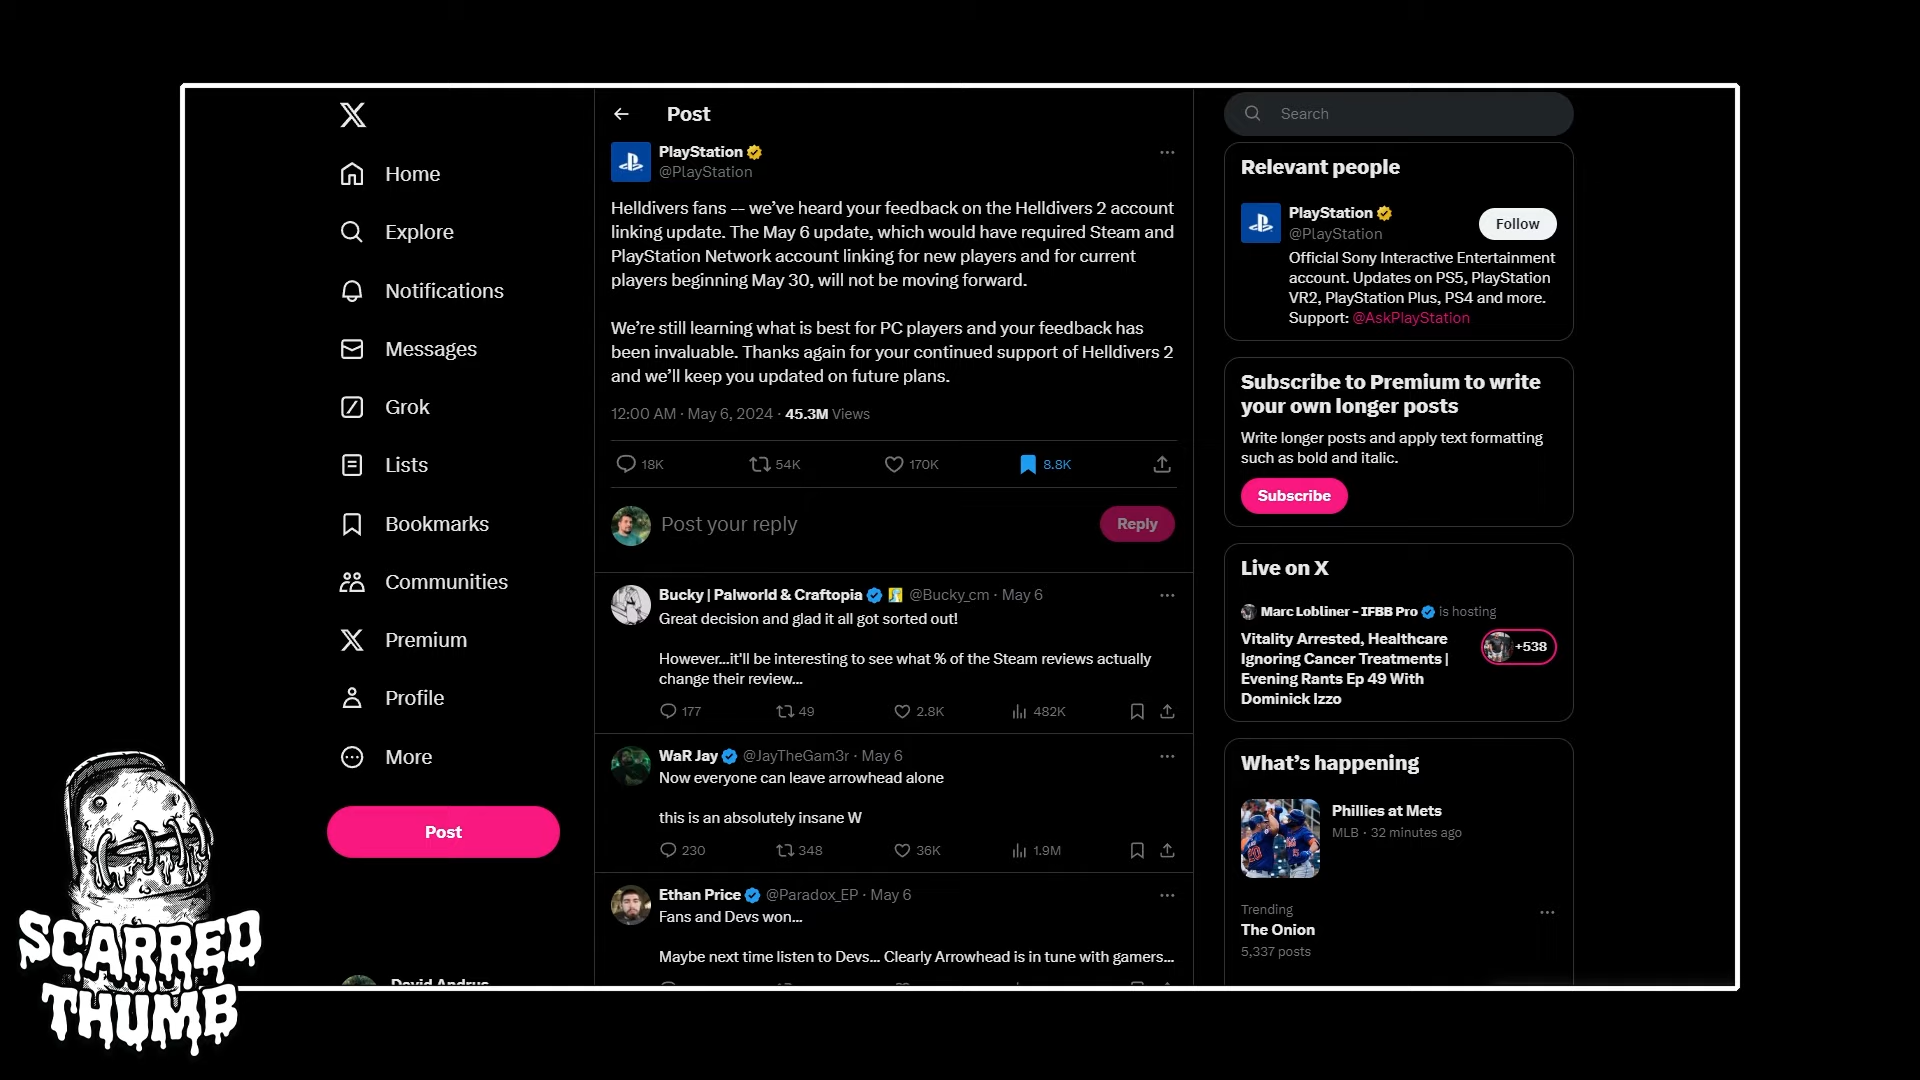 Home
Explore
Notifications
Messages
Grok
Lists
Bookmarks
Communities
Premium
Profile
More
Post
David Andrus
SCARRED
THUMB
Post
PlayStation
@PlayStation
Helldivers fans -- we've heard your feedback on the Helldivers 2 account
linking update. The May 6 update, which would have required Steam and
PlayStation Network account linking for new players and for current
players beginning May 30, will not be moving forward.
We're still learning what is best for PC players and your feedback has
been invaluable. Thanks again for your continued support of Helldivers 2
and we'll keep you updated on future plans.
12:00 AM · May 6, 2024 · 45.3M Views
18K 54K 170K 8.8K
Post your reply Reply
Bucky | Palworld & Craftopia @Bucky_cm · May 6
Great decision and glad it all got sorted out!
However...it'll be interesting to see what % of the Steam reviews actually
change their review...
177 49 2.8K 482K
WaR Jay @JayTheGam3r · May 6
Now everyone can leave arrowhead alone
this is an absolutely insane W
230 348 36K 1.9M
Ethan Price @Paradox_EP · May 6
Fans and Devs won...
Maybe next time listen to Devs... Clearly Arrowhead is in tune with gamers...
Search
Relevant people
PlayStation
@PlayStation
Follow
Official Sony Interactive Entertainment
account. Updates on PS5, PlayStation
VR2, PlayStation Plus, PS4 and more.
Support: @AskPlayStation
Subscribe to Premium to write
your own longer posts
Write longer posts and apply text formatting
such as bold and italic.
Subscribe
Live on X
Marc Lobliner - IFBB Pro is hosting
Vitality Arrested, Healthcare
Ignoring Cancer Treatments |
Evening Rants Ep 49 With
Dominick Izzo
+538
What's happening
Phillies at Mets
MLB · 32 minutes ago
Trending
The Onion
5,337 posts